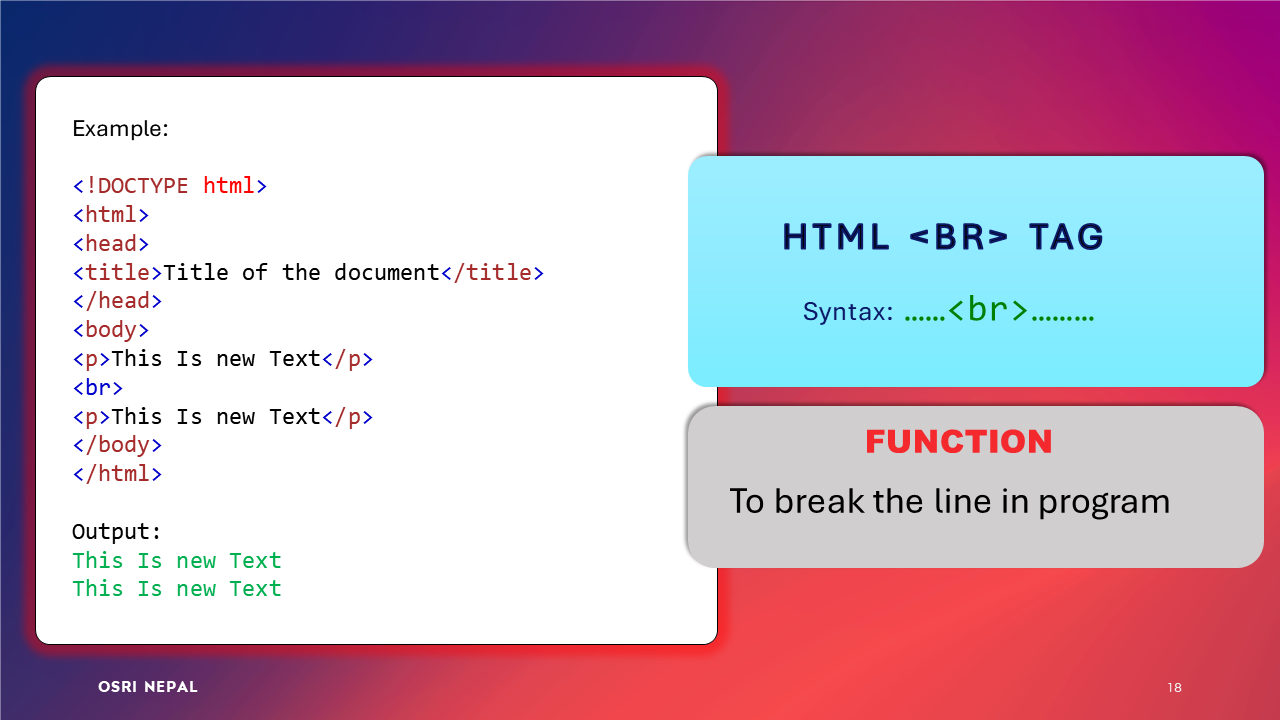 Example:
<!DOCTYPE html>
<html>
<head>
<title>Title of the document</title>
</head>
<body>
<p>This Is new Text</p>
<br>
<p>This Is new Text</p>
</body>
</html>
Output:
This Is new Text
This Is new Text
HTML <BR> TAG
Syntax: ……<br>………
FUNCTION
To break the line in program
OSRI NEPAL
18